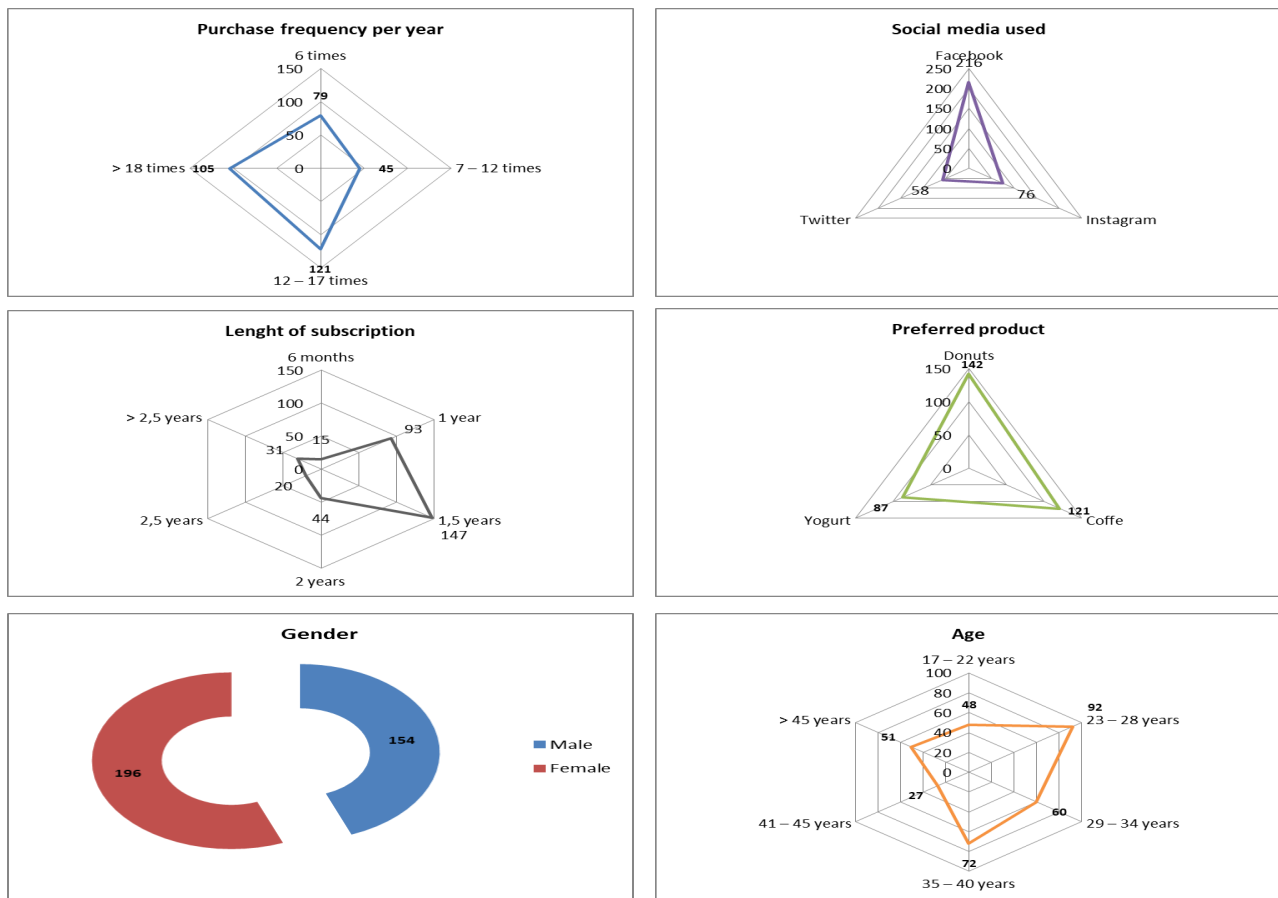 Purchase frequency per year
6 times
150
100
79
50
> 18 times
105
0
45
7 – 12 times
121
12 – 17 times
Social media used
Facebook
216
250
200
150
100
50
0
58
76
Twitter
Instagram
Lenght of subscription
6 months
150
> 2,5 years
100
1 year
93
50
15
31
0
20
2,5 years
44
1,5 years
147
2 years
Preferred product
Donuts
142
150
100
50
0
Yogurt
87
121
Coffe
Gender
154
196
Male
Female
Age
17 – 22 years
100
80
60
48
92
> 45 years
23 – 28 years
51
40
20
0
27
60
41 – 45 years
29 – 34 years
72
35 – 40 years